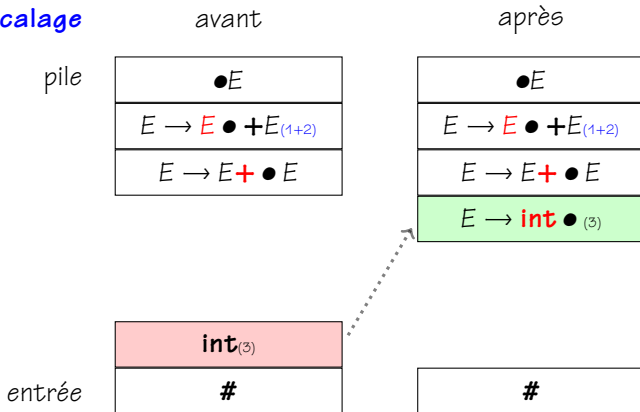 calage avant après
pile ●E ●E
E → E ● +E(1+2) E → E ● +E(1+2)
E → E+ ● E E → E+ ● E
E → int ● (3)
int(3)
entrée # #